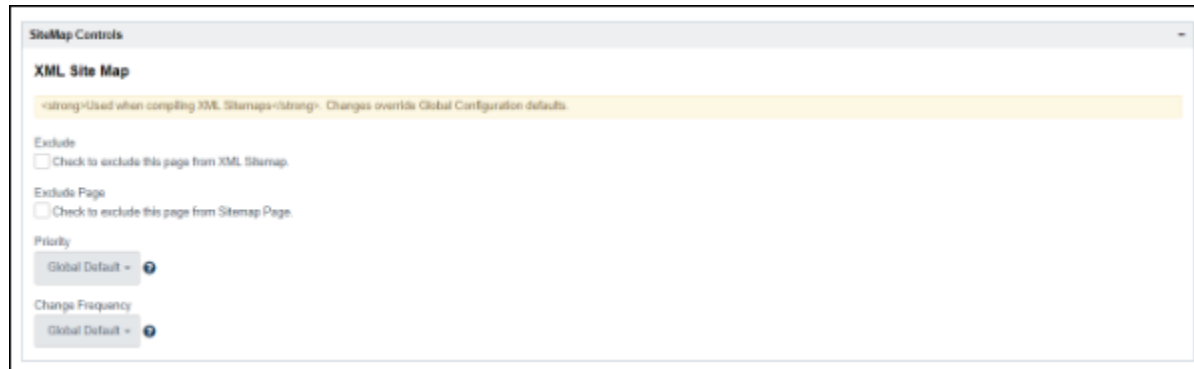 SiteMap Controls
XML Site Map
<strong>Used when compiling XML Sitemaps</strong>. Changes override Global Configuration defaults.
Exclude
Check to exclude this page from XML Sitemap.
Exclude Page
Check to exclude this page from Sitemap Page.
Priority
Global Default
Change Frequency
Global Default